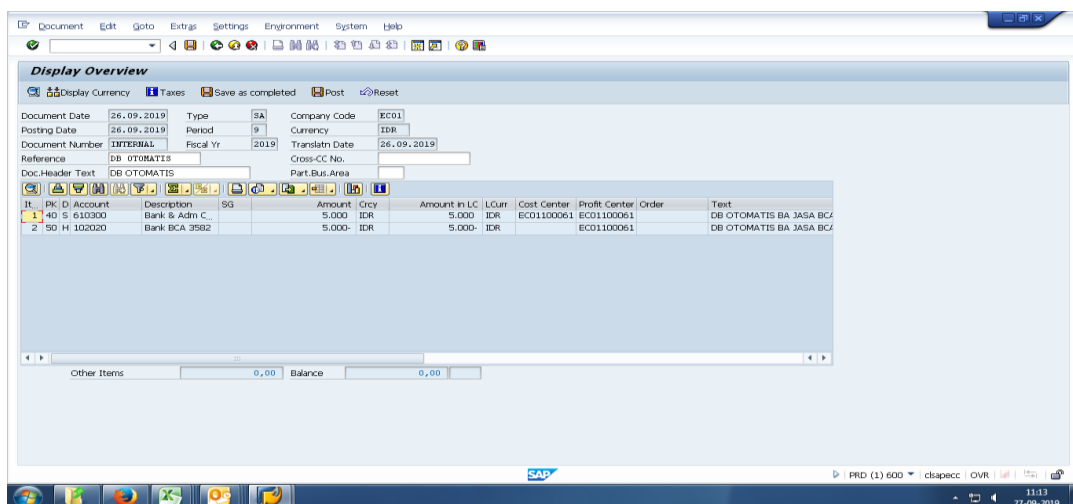 Document Edit Goto Extras Settings Environment System Help
Display Overview
Display Currency Taxes Save as completed Post Reset
Document Date 26.09.2019 Type SA Company Code EC01
Posting Date 26.09.2019 Period 9 Currency IDR
Document Number INTERNAL Fiscal Yr 2019 Translatn Date 26.09.2019
Reference DB OTOMATIS Cross-CC No.
Doc.Header Text DB OTOMATIS Part.Bus.Area
It... PK D Account Description SG Amount Crcy Amount in LC LCurr Cost Center Profit Center Order Text
1 40 S 610300 Bank & Adm C... 5.000 IDR 5.000 IDR EC01100061 EC01100061 DB OTOMATIS BA JASA BCA
2 50 H 102020 Bank BCA 3582 5.000- IDR 5.000- IDR EC01100061 DB OTOMATIS BA JASA BCA
Other Items 0,00 Balance 0,00
SAP PRD (1) 600 clsapecc OVR
11:13
27-09-2019